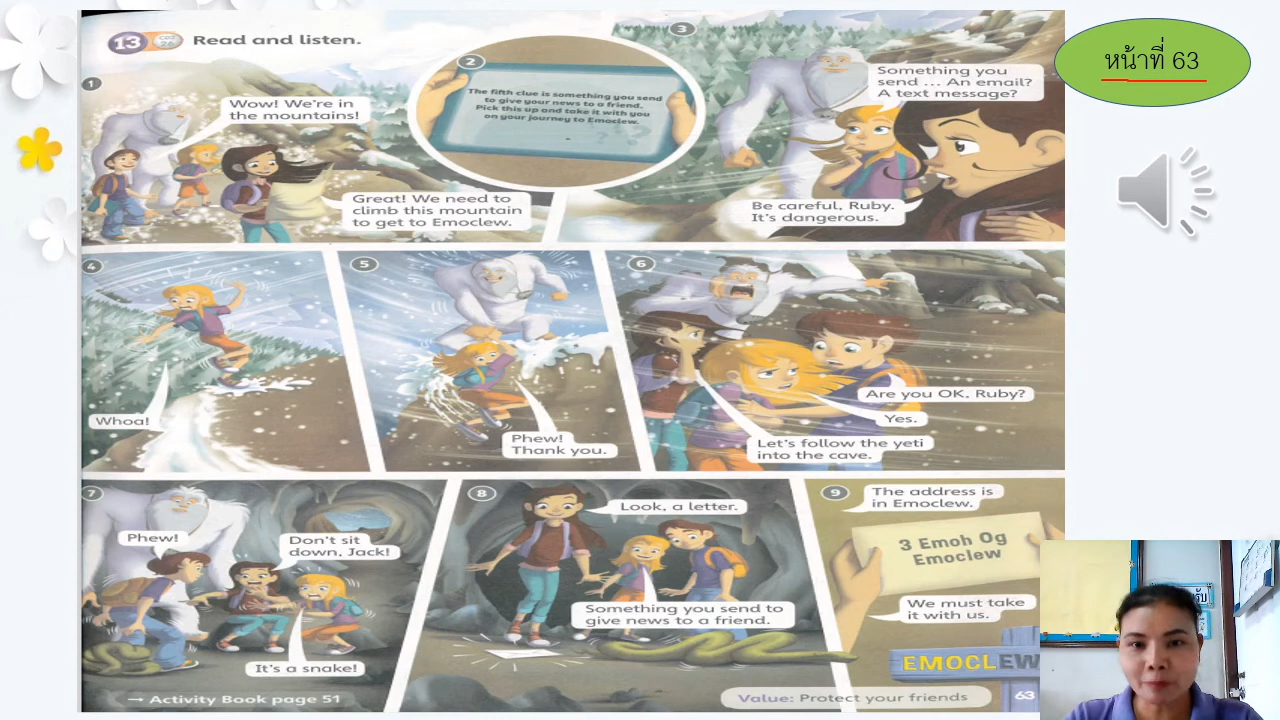 13 CD2 26 Read and listen.
หน้าที่ 63
1
Wow! We're in
the mountains!
Great! We need to
climb this mountain
to get to Emoclew.
2
The fifth clue is something you send
to give your news to a friend.
Pick this up and take it with you
on your journey to Emoclew.
3
Something you
send ... An email?
A text message?
Be careful, Ruby.
It's dangerous.
4
Whoa!
5
Phew!
Thank you.
6
Are you OK, Ruby?
Yes.
Let's follow the yeti
into the cave.
7
Phew!
Don't sit
down, Jack!
It's a snake!
8
Look, a letter.
Something you send to
give news to a friend.
9
The address is
in Emoclew.
3 Emoh Og
Emoclew
We must take
it with us.
EMOCLEW
→ Activity Book page 51
Value: Protect your friends
63